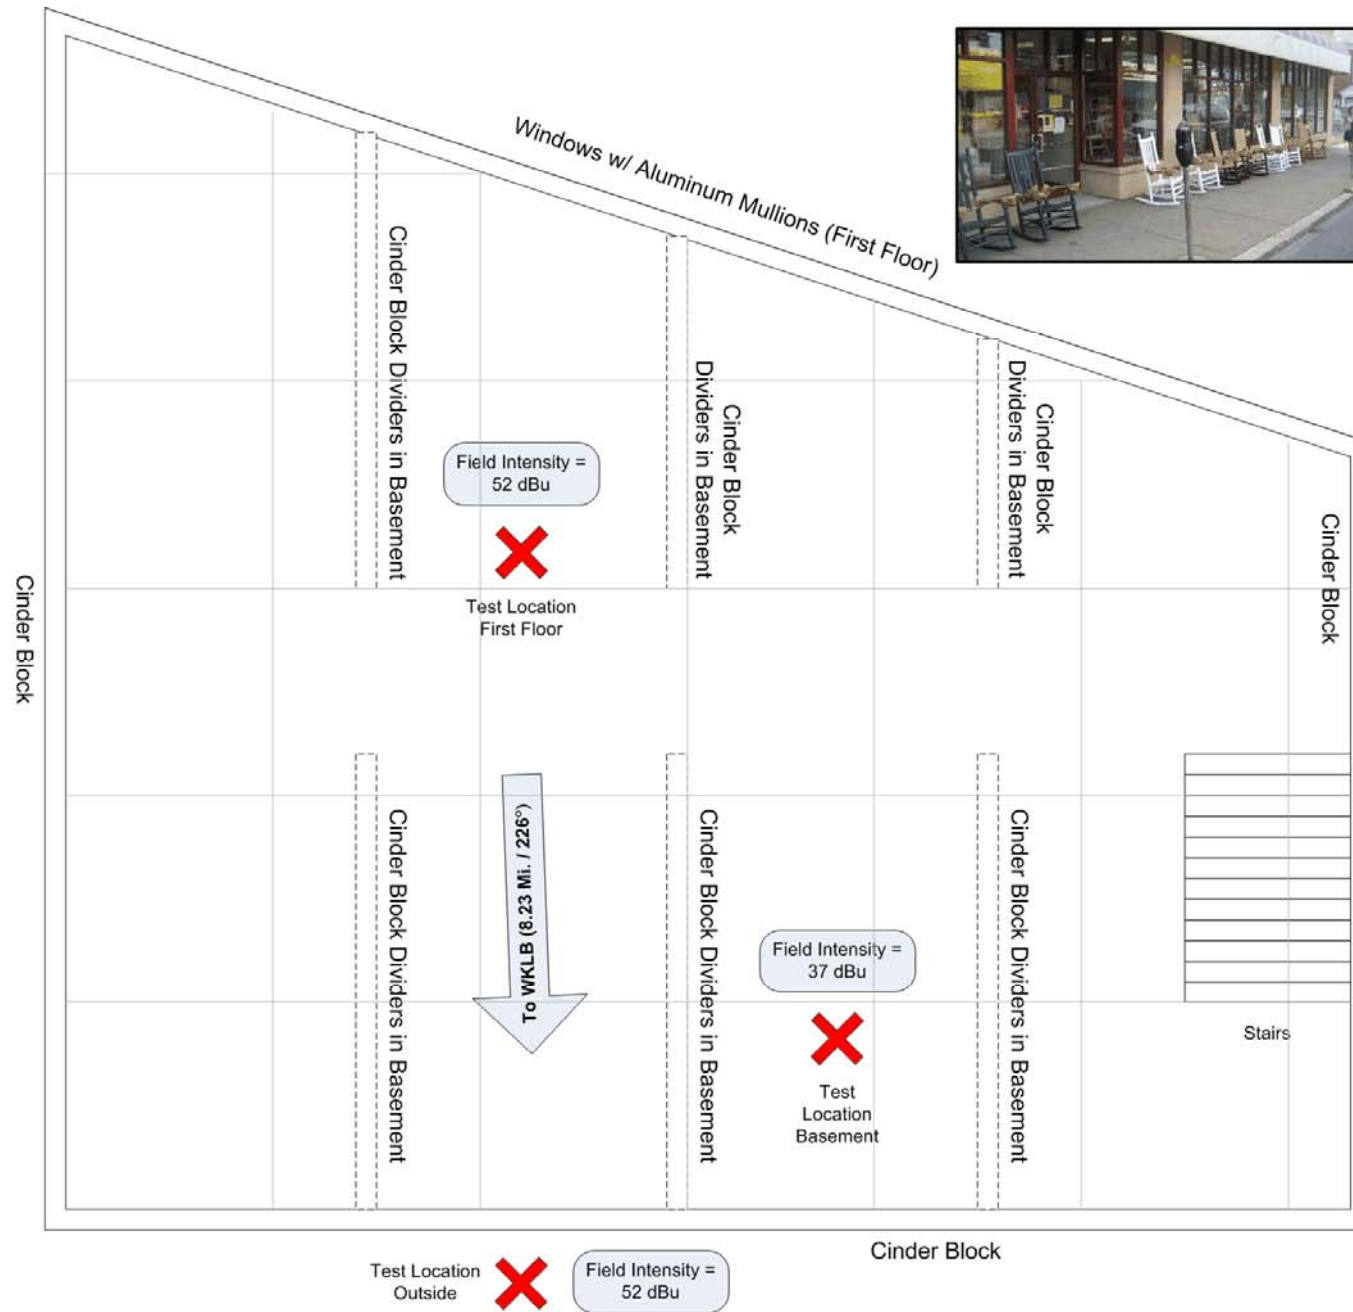 Windows w/ Aluminum Mullions (First Floor)
Cinder Block Dividers in Basement
Cinder Block
Dividers in Basement
Cinder Block
Dividers in Basement
Field Intensity =
52 dBu
Test Location
First Floor
Cinder Block
Cinder Block
To WKLB (8.23 Mi. / 226°)
Cinder Block Dividers in Basement
Cinder Block Dividers in Basement
Cinder Block Dividers in Basement
Field Intensity =
37 dBu
Test
Location
Basement
Stairs
Cinder Block
Test Location
Outside
Field Intensity =
52 dBu